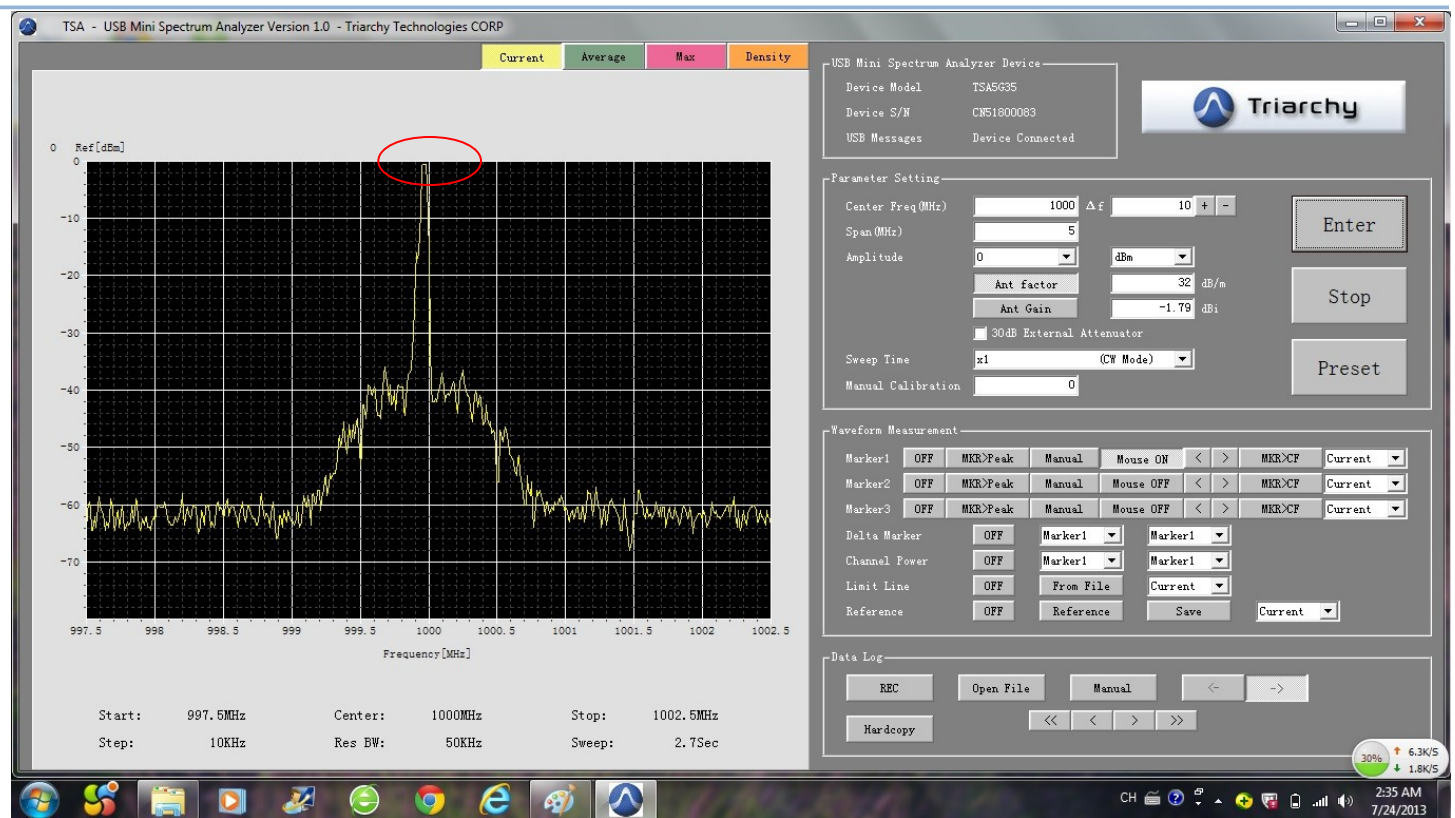 TSA - USB Mini Spectrum Analyzer Version 1.0 - Triarchy Technologies CORP
Current Average Max Density
0 Ref[dBm]
0
-10
-20
-30
-40
-50
-60
-70
997.5 998 998.5 999 999.5 1000 1000.5 1001 1001.5 1002 1002.5
Frequency[MHz]
Start: 997.5MHz Center: 1000MHz Stop: 1002.5MHz
Step: 10KHz Res BW: 50KHz Sweep: 2.7Sec
USB Mini Spectrum Analyzer Device
Device Model TSA5G35
Device S/N CN51800083
USB Messages Device Connected
Triarchy
Parameter Setting
Center Freq(MHz) 1000 Δf 10 + -
Span(MHz) 5
Amplitude 0 dBm
Ant factor 32 dB/m
Ant Gain -1.79 dBi
30dB External Attenuator
Sweep Time x1 (CW Mode)
Manual Calibration 0
Enter
Stop
Preset
Waveform Measurement
Marker1 OFF MKR>Peak Manual Mouse ON < > MKR>CF Current
Marker2 OFF MKR>Peak Manual Mouse OFF < > MKR>CF Current
Marker3 OFF MKR>Peak Manual Mouse OFF < > MKR>CF Current
Delta Marker OFF Marker1 Marker1
Channel Power OFF Marker1 Marker1
Limit Line OFF From File Current
Reference OFF Reference Save Current
Data Log
REC Open File Manual <- ->
Hardcopy << < > >>
30% 6.3K/S
1.8K/S
CH 2:35 AM
7/24/2013